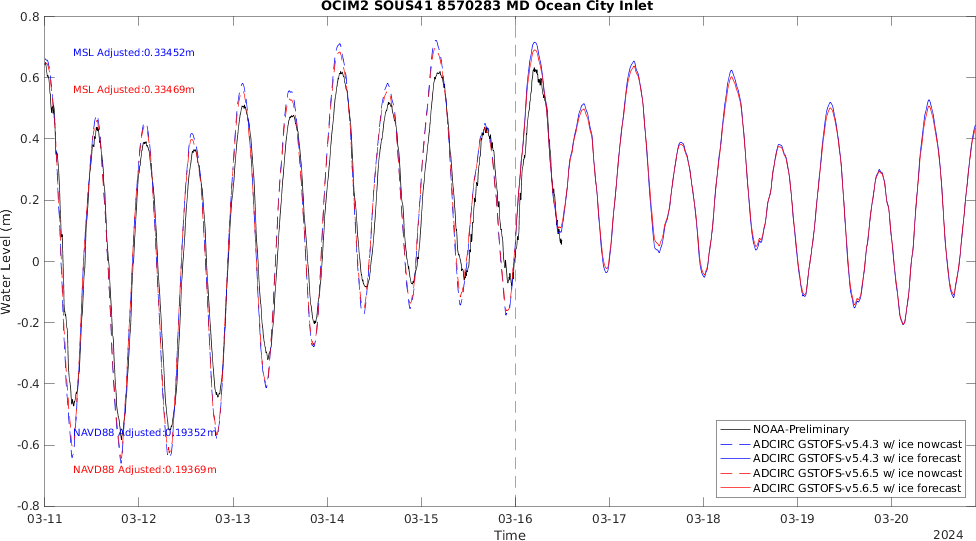 OCIM2 SOUS41 8570283 MD Ocean City Inlet
0.8
0.6
0.4
0.2
0
-0.2
-0.4
-0.6
-0.8
Water Level (m)
MSL Adjusted:0.33452m
MSL Adjusted:0.33469m
NAVD88 Adjusted:0.19352m
NAVD88 Adjusted:0.19369m
NOAA-Preliminary
ADCIRC GSTOFS-v5.4.3 w/ ice nowcast
ADCIRC GSTOFS-v5.4.3 w/ ice forecast
ADCIRC GSTOFS-v5.6.5 w/ ice nowcast
ADCIRC GSTOFS-v5.6.5 w/ ice forecast
03-11 03-12 03-13 03-14 03-15 03-16 03-17 03-18 03-19 03-20
Time
2024